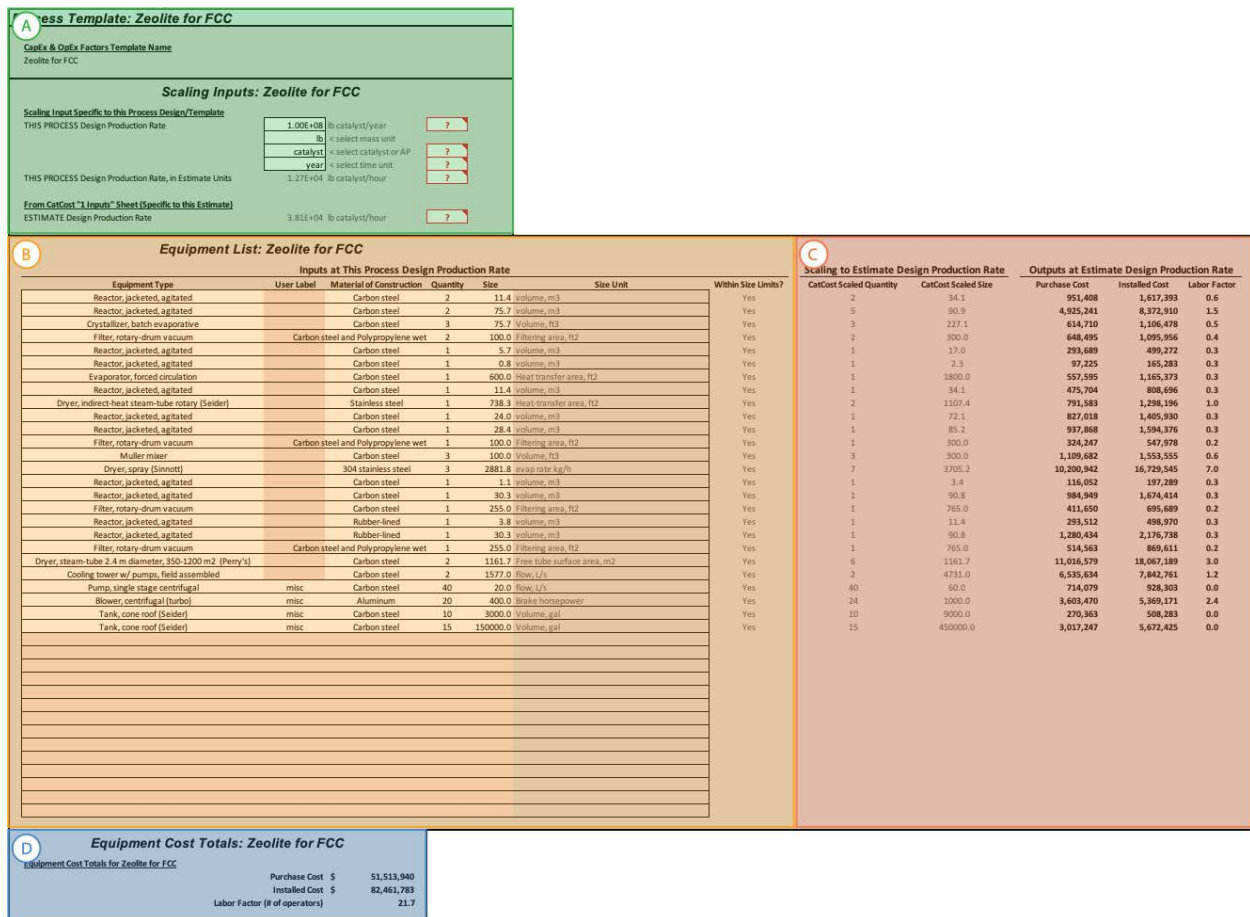 A
ess Template: Zeolite for FCC
CapEx & OpEx Factors Template Name
Zeolite for FCC
Scaling Inputs: Zeolite for FCC
Scaling Input Specific to this Process Design/Template
THIS PROCESS Design Production Rate 1.00E+08 lb catalyst/year ?
lb < select mass unit
catalyst < select catalyst or AP ?
year < select time unit ?
THIS PROCESS Design Production Rate, in Estimate Units 1.27E+04 lb catalyst/hour ?
From CatCost "1 Inputs" Sheet (Specific to this Estimate)
ESTIMATE Design Production Rate 3.81E+04 lb catalyst/hour ?
B Equipment List: Zeolite for FCC C
Inputs at This Process Design Production Rate Scaling to Estimate Design Production Rate Outputs at Estimate Design Production Rate
Equipment Type User Label Material of Construction Quantity Size Size Unit Within Size Limits? CatCost Scaled Quantity CatCost Scaled Size Purchase Cost Installed Cost Labor Factor
Reactor, jacketed, agitated Carbon steel 2 11.4 volume, m3 Yes 2 34.1 951,408 1,617,393 0.6
Reactor, jacketed, agitated Carbon steel 2 75.7 volume, m3 Yes 5 90.9 4,925,241 8,372,910 1.5
Crystallizer, batch evaporative Carbon steel 3 75.7 Volume, ft3 Yes 3 227.1 614,710 1,106,478 0.5
Filter, rotary-drum vacuum Carbon steel and Polypropylene wet 2 100.0 Filtering area, ft2 Yes 2 300.0 648,495 1,095,956 0.4
Reactor, jacketed, agitated Carbon steel 1 5.7 volume, m3 Yes 1 17.0 293,689 499,272 0.3
Reactor, jacketed, agitated Carbon steel 1 0.8 volume, m3 Yes 1 2.3 97,225 165,283 0.3
Evaporator, forced circulation Carbon steel 1 600.0 Heat transfer area, ft2 Yes 1 1800.0 557,595 1,165,373 0.3
Reactor, jacketed, agitated Carbon steel 1 11.4 volume, m3 Yes 1 34.1 475,704 808,696 0.3
Dryer, indirect-heat steam-tube rotary (Seider) Stainless steel 1 738.3 Heat-transfer area, ft2 Yes 2 1107.4 791,583 1,298,196 1.0
Reactor, jacketed, agitated Carbon steel 1 24.0 volume, m3 Yes 1 72.1 827,018 1,405,930 0.3
Reactor, jacketed, agitated Carbon steel 1 28.4 volume, m3 Yes 1 85.2 937,868 1,594,376 0.3
Filter, rotary-drum vacuum Carbon steel and Polypropylene wet 1 100.0 Filtering area, ft2 Yes 1 300.0 324,247 547,978 0.2
Muller mixer Carbon steel 3 100.0 Volume, ft3 Yes 3 300.0 1,109,682 1,553,555 0.6
Dryer, spray (Sinnott) 304 stainless steel 3 2881.8 evap rate kg/h Yes 7 3705.2 10,200,942 16,729,545 7.0
Reactor, jacketed, agitated Carbon steel 1 1.1 volume, m3 Yes 1 3.4 116,052 197,289 0.3
Reactor, jacketed, agitated Carbon steel 1 30.3 volume, m3 Yes 1 90.8 984,949 1,674,414 0.3
Filter, rotary-drum vacuum Carbon steel 1 255.0 Filtering area, ft2 Yes 1 765.0 411,650 695,689 0.2
Reactor, jacketed, agitated Rubber-lined 1 3.8 volume, m3 Yes 1 11.4 293,512 498,970 0.3
Reactor, jacketed, agitated Rubber-lined 1 30.3 volume, m3 Yes 1 90.8 1,280,434 2,176,738 0.3
Filter, rotary-drum vacuum Carbon steel and Polypropylene wet 1 255.0 Filtering area, ft2 Yes 1 765.0 514,563 869,611 0.2
Dryer, steam-tube 2.4 m diameter, 350-1200 m2 (Perry's) Carbon steel 2 1161.7 Free tube surface area, m2 Yes 6 1161.7 11,016,579 18,067,189 3.0
Cooling tower w/ pumps, field assembled Carbon steel 2 1577.0 flow, L/s Yes 2 4731.0 6,535,634 7,842,761 1.2
Pump, single stage centrifugal misc Carbon steel 40 20.0 flow, L/s Yes 40 60.0 714,079 928,303 0.0
Blower, centrifugal (turbo) misc Aluminum 20 400.0 Brake horsepower Yes 24 1000.0 3,603,470 5,369,171 2.4
Tank, cone roof (Seider) misc Carbon steel 10 3000.0 Volume, gal Yes 10 9000.0 270,363 508,283 0.0
Tank, cone roof (Seider) misc Carbon steel 15 150000.0 Volume, gal Yes 15 450000.0 3,017,247 5,672,425 0.0
D Equipment Cost Totals: Zeolite for FCC
Equipment Cost Totals for Zeolite for FCC
Purchase Cost $ 51,513,940
Installed Cost $ 82,461,783
Labor Factor (# of operators) 21.7